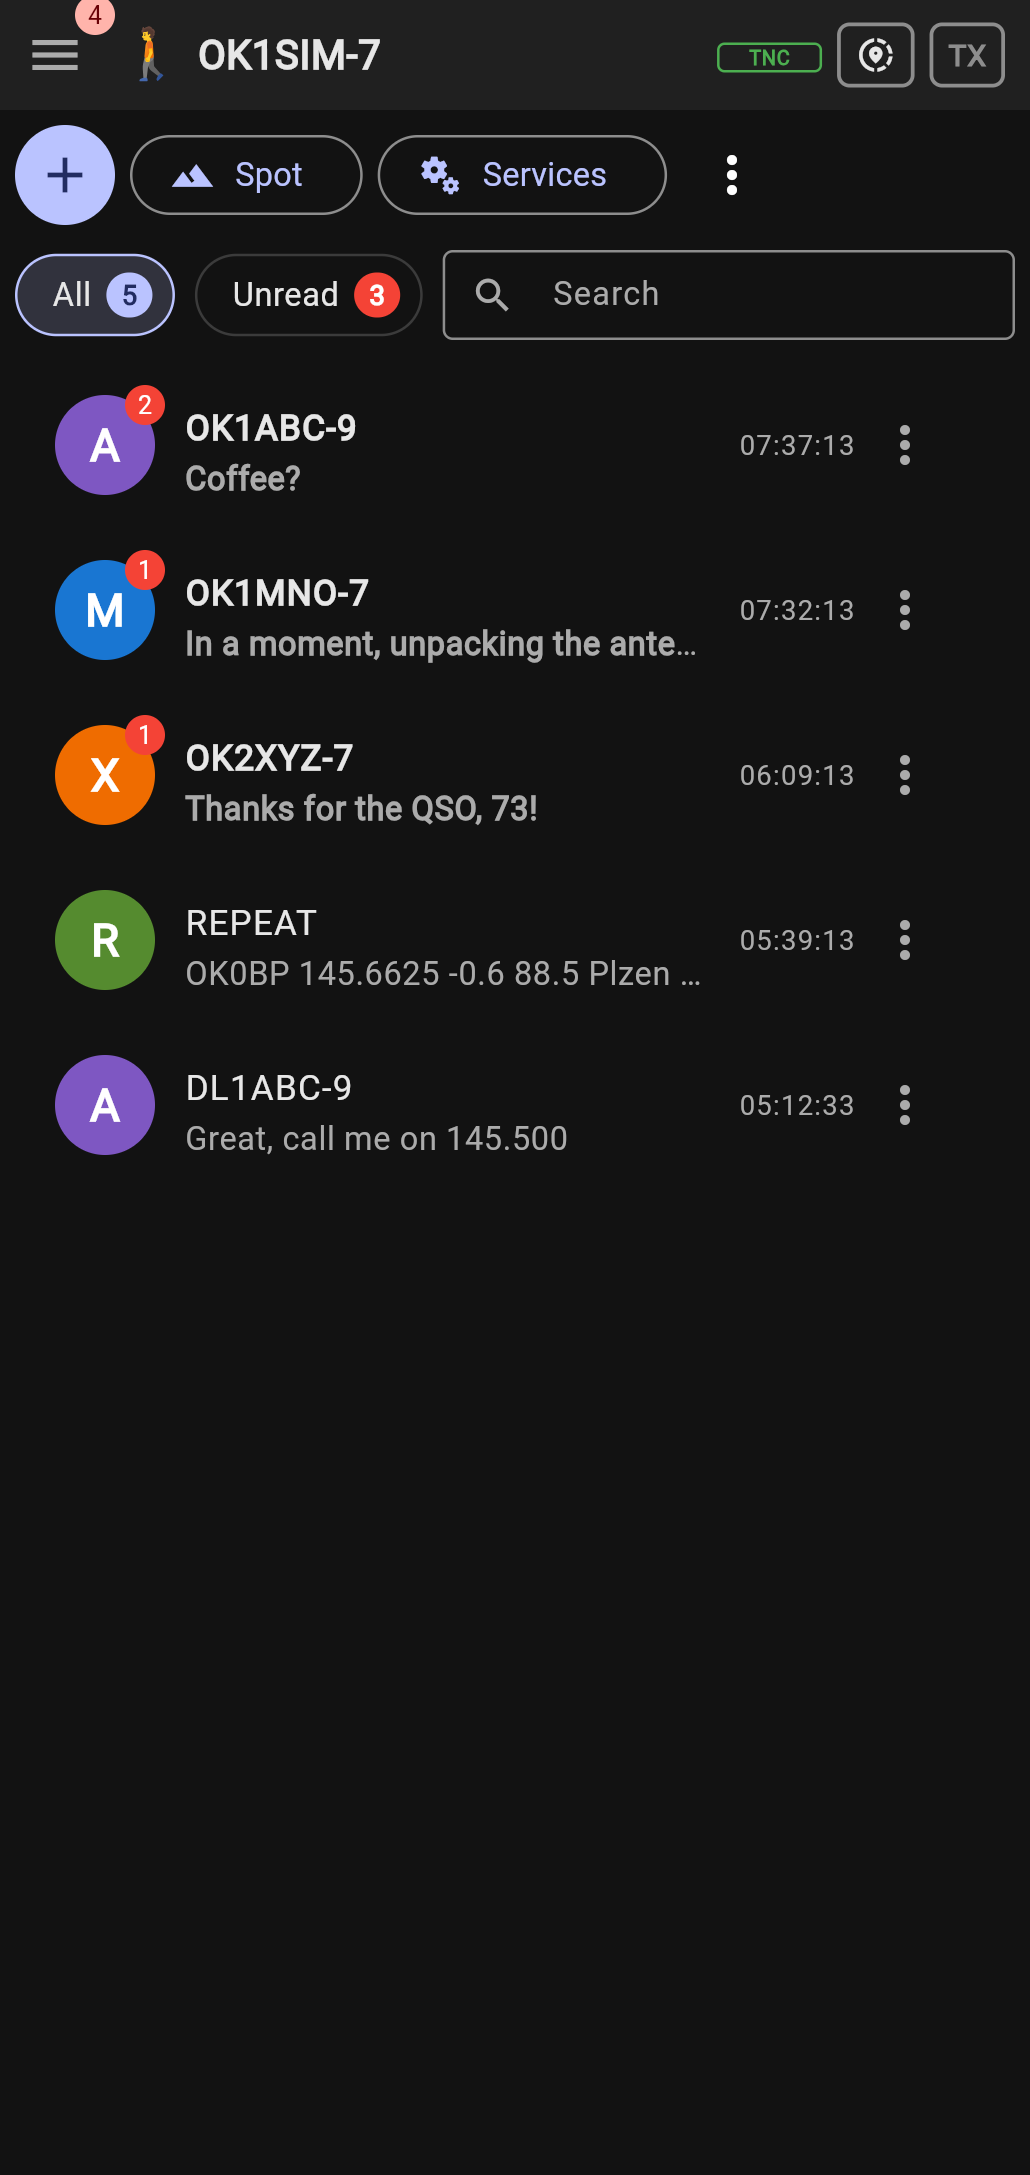 4
OK1SIM-7
TNC
TX
Spot
Services
All 5
Unread 3
Search
A 2
OK1ABC-9
Coffee?
07:37:13
M 1
OK1MNO-7
In a moment, unpacking the ante...
07:32:13
X 1
OK2XYZ-7
Thanks for the QSO, 73!
06:09:13
R
REPEAT
OK0BP 145.6625 -0.6 88.5 Plzen ...
05:39:13
A
DL1ABC-9
Great, call me on 145.500
05:12:33